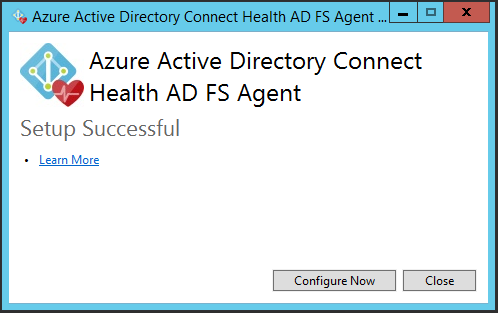 Azure Active Directory Connect Health AD FS Agent ...
Azure Active Directory Connect
Health AD FS Agent
Setup Successful
• Learn More
Configure Now
Close